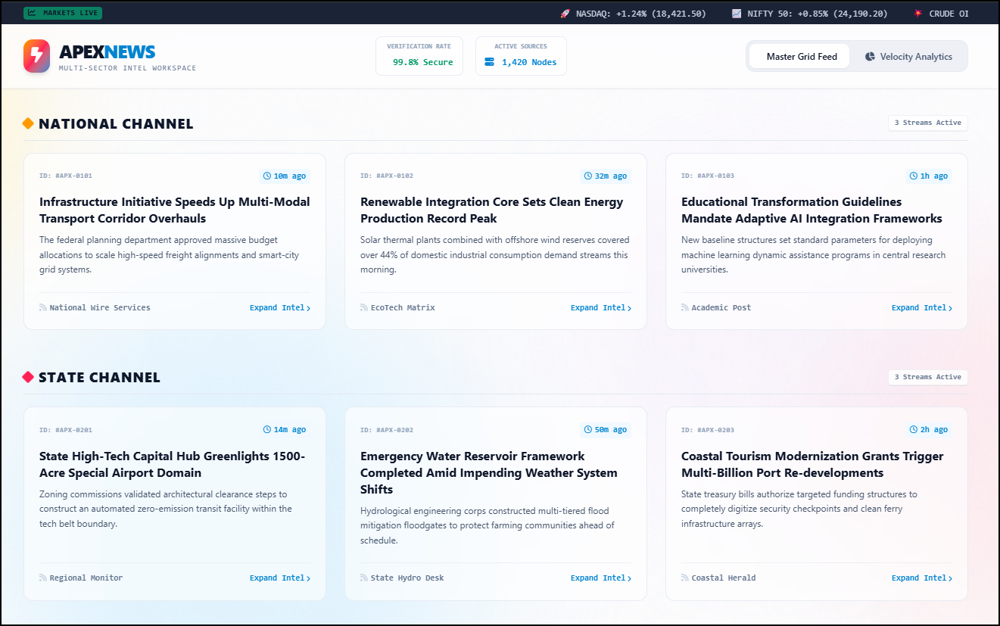 MARKETS LIVE
🚀 NASDAQ: +1.24% (18,421.50) 📈 NIFTY 50: +0.85% (24,190.20) 💥 CRUDE OI
APEXNEWS
MULTI-SECTOR INTEL WORKSPACE
VERIFICATION RATE
99.8% Secure
ACTIVE SOURCES
1,420 Nodes
Master Grid Feed
Velocity Analytics
NATIONAL CHANNEL
3 Streams Active
ID: #APX-0101
10m ago
Infrastructure Initiative Speeds Up Multi-Modal
Transport Corridor Overhauls
The federal planning department approved massive budget
allocations to scale high-speed freight alignments and smart-city
grid systems.
National Wire Services
Expand Intel
ID: #APX-0102
32m ago
Renewable Integration Core Sets Clean Energy
Production Record Peak
Solar thermal plants combined with offshore wind reserves covered
over 44% of domestic industrial consumption demand streams this
morning.
EcoTech Matrix
Expand Intel
ID: #APX-0103
1h ago
Educational Transformation Guidelines
Mandate Adaptive AI Integration Frameworks
New baseline structures set standard parameters for deploying
machine learning dynamic assistance programs in central research
universities.
Academic Post
Expand Intel
STATE CHANNEL
3 Streams Active
ID: #APX-0201
14m ago
State High-Tech Capital Hub Greenlights 1500-
Acre Special Airport Domain
Zoning commissions validated architectural clearance steps to
construct an automated zero-emission transit facility within the
tech belt boundary.
Regional Monitor
Expand Intel
ID: #APX-0202
50m ago
Emergency Water Reservoir Framework
Completed Amid Impending Weather System
Shifts
Hydrological engineering corps constructed multi-tiered flood
mitigation floodgates to protect farming communities ahead of
schedule.
State Hydro Desk
Expand Intel
ID: #APX-0203
2h ago
Coastal Tourism Modernization Grants Trigger
Multi-Billion Port Re-developments
State treasury bills authorize targeted funding structures to
completely digitize security checkpoints and clean ferry
infrastructure arrays.
Coastal Herald
Expand Intel